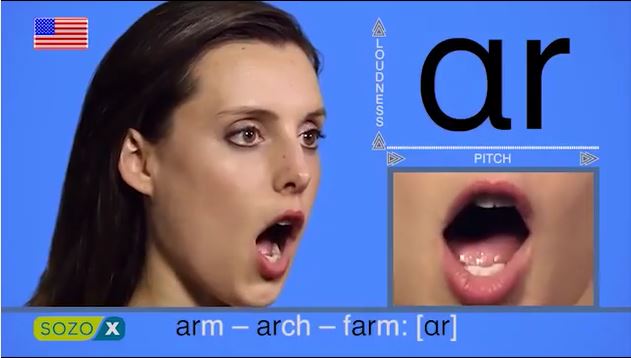 LOUDNESS
ɑr
PITCH
SOZO X
arm – arch – farm: [ɑr]